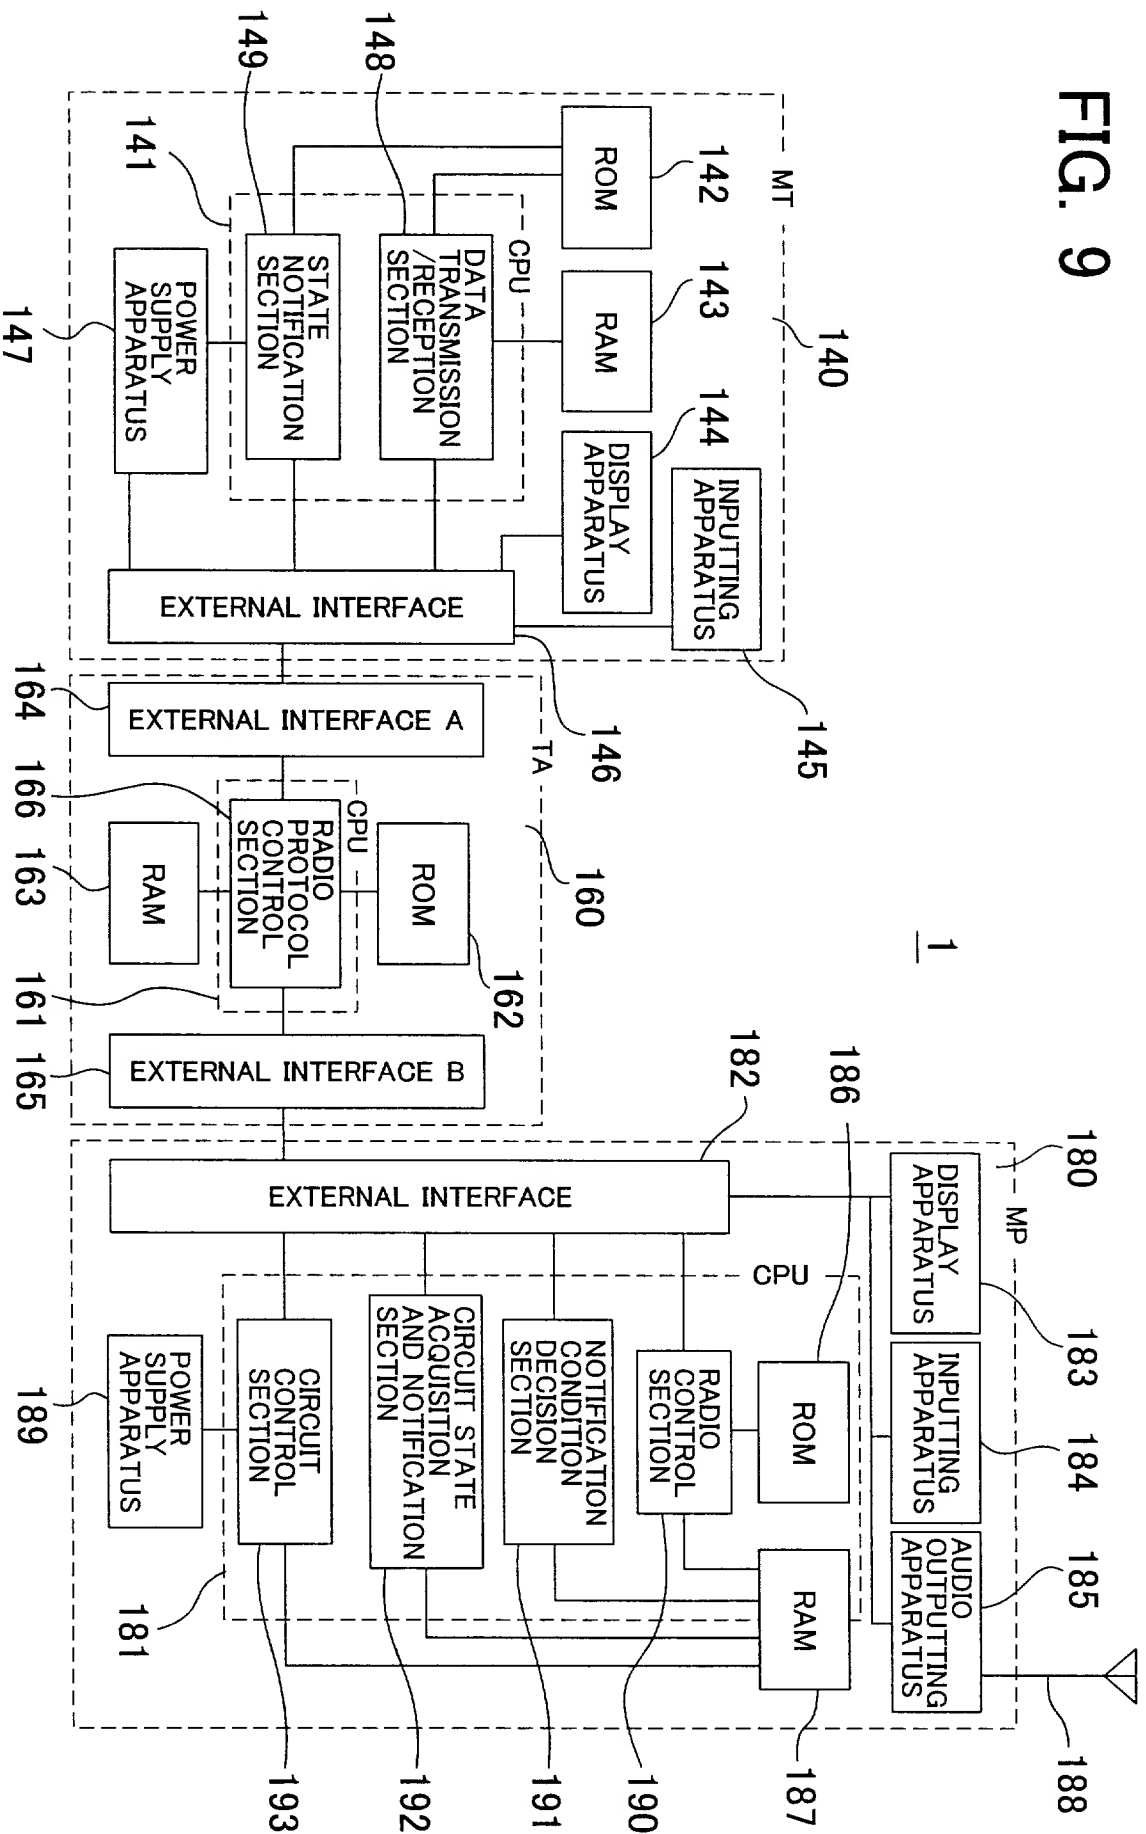 FIG. 9
1
MT
140
ROM
142
RAM
143
DISPLAY
APPARATUS
144
INPUTTING
APPARATUS
145
CPU
141
DATA
TRANSMISSION
/RECEPTION
SECTION
148
STATE
NOTIFICATION
SECTION
149
POWER
SUPPLY
APPARATUS
147
EXTERNAL INTERFACE
146
TA
160
EXTERNAL INTERFACE A
164
CPU
161
RADIO
PROTOCOL
CONTROL
SECTION
166
ROM
162
RAM
163
EXTERNAL INTERFACE B
165
MP
180
EXTERNAL INTERFACE
182
DISPLAY
APPARATUS
183
INPUTTING
APPARATUS
184
AUDIO
OUTPUTTING
APPARATUS
185
188
CPU
181
ROM
186
RAM
187
RADIO
CONTROL
SECTION
190
NOTIFICATION
CONDITION
DECISION
SECTION
191
CIRCUIT STATE
ACQUISITION
AND NOTIFICATION
SECTION
192
CIRCUIT
CONTROL
SECTION
193
POWER
SUPPLY
APPARATUS
189